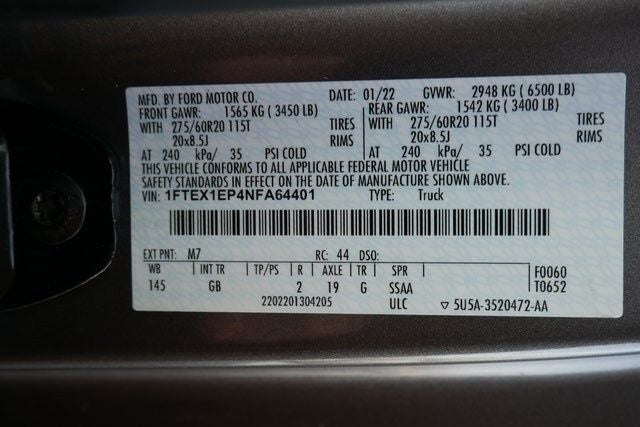 MFD. BY FORD MOTOR CO. DATE: 01/22 GVWR: 2948 KG ( 6500 LB)
FRONT GAWR: 1565 KG ( 3450 LB) REAR GAWR: 1542 KG ( 3400 LB)
WITH 275/60R20 115T TIRES WITH 275/60R20 115T TIRES
20x8.5J RIMS 20x8.5J RIMS
AT 240 kPa/ 35 PSI COLD AT 240 kPa/ 35 PSI COLD
THIS VEHICLE CONFORMS TO ALL APPLICABLE FEDERAL MOTOR VEHICLE
SAFETY STANDARDS IN EFFECT ON THE DATE OF MANUFACTURE SHOWN ABOVE.
VIN: 1FTEX1EP4NFA64401 TYPE: Truck
EXT PNT: M7 RC: 44 DSO:
WB INT TR TP/PS R AXLE TR SPR F0060
145 GB 2 19 G SSAA T0652
2202201304205 ULC ▽ 5U5A-3520472-AA